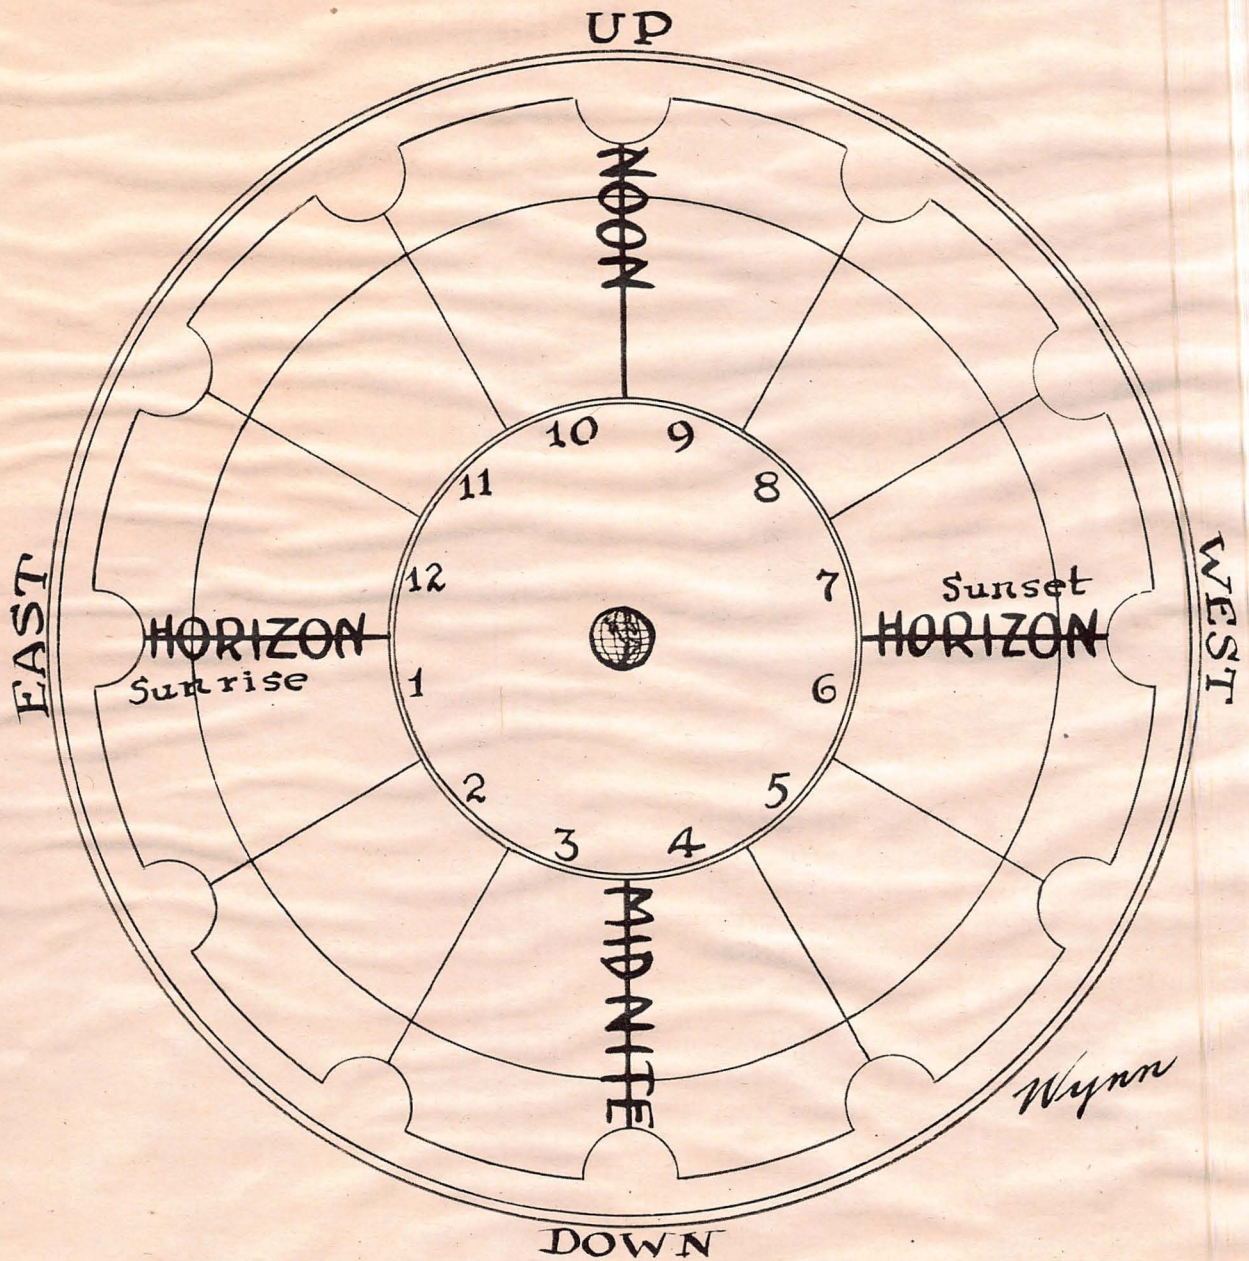 UP
NOON
10 9
11 8
12 7
EAST
HORIZON
Sunrise
Sunset
HORIZON
WEST
1 6
2 5
3 4
MIDNITE
Wynn
DOWN